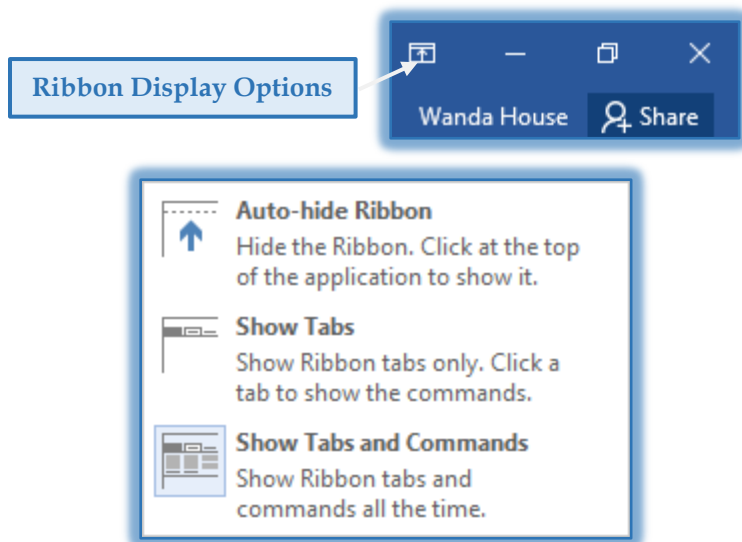 Ribbon Display Options
Wanda House Share
Auto-hide Ribbon
Hide the Ribbon. Click at the top
of the application to show it.
Show Tabs
Show Ribbon tabs only. Click a
tab to show the commands.
Show Tabs and Commands
Show Ribbon tabs and
commands all the time.